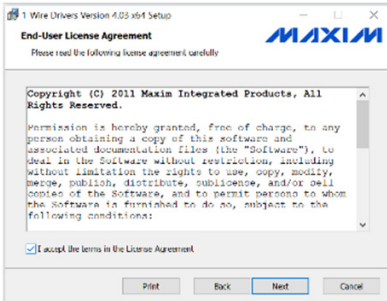 1 Wire Drivers Version 4.03 x64 Setup
End-User License Agreement
Please read the following license agreement carefully
MAXIM
Copyright (C) 2011 Maxim Integrated Products, All
Rights Reserved.
Permission is hereby granted, free of charge, to any
person obtaining a copy of this software and
associated documentation files (the "Software"), to
deal in the Software without restriction, including
without limitation the rights to use, copy, modify,
merge, publish, distribute, sublicense, and/or sell
copies of the Software, and to permit persons to whom
the Software is furnished to do so, subject to the
following conditions:
I accept the terms in the License Agreement
Print Back Next Cancel